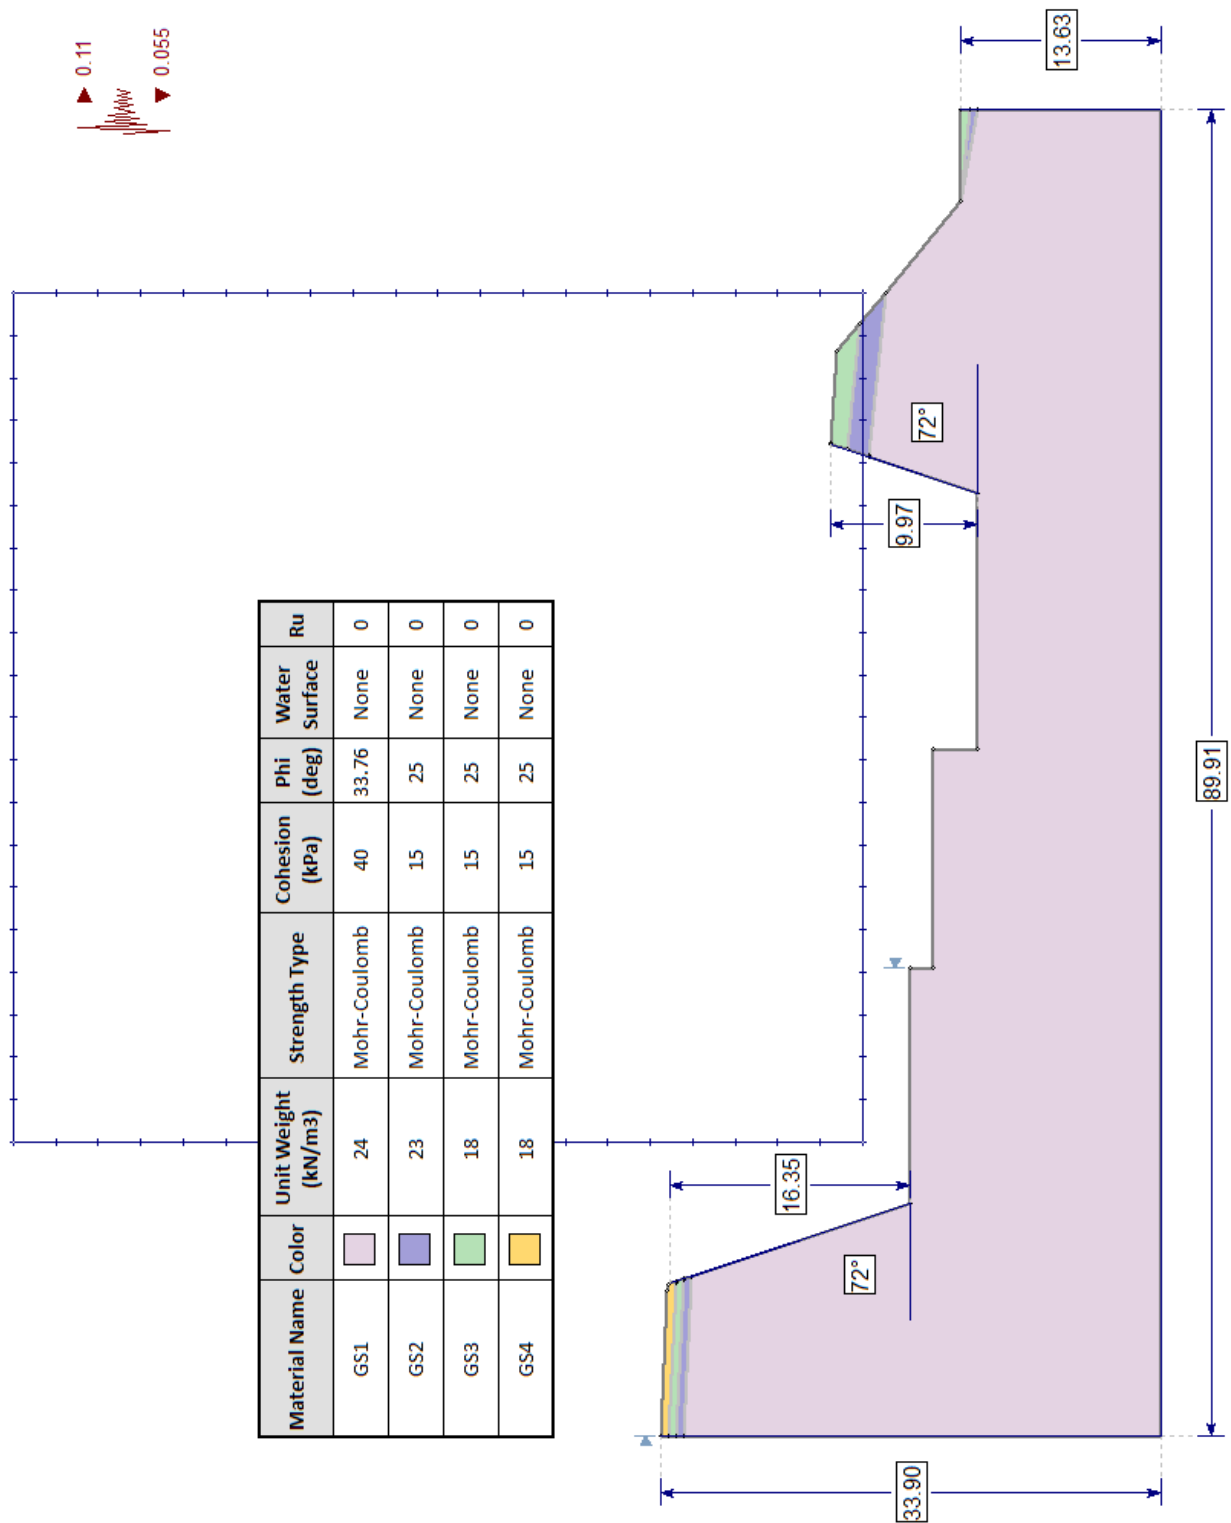 ▶ 0.11
▼ 0.055
Material Name Color Unit Weight (kN/m3) Strength Type Cohesion (kPa) Phi (deg) Water Surface Ru
GS1 24 Mohr-Coulomb 40 33.76 None 0
GS2 23 Mohr-Coulomb 15 25 None 0
GS3 18 Mohr-Coulomb 15 25 None 0
GS4 18 Mohr-Coulomb 15 25 None 0
33.90
16.35
72°
9.97
72°
13.63
89.91